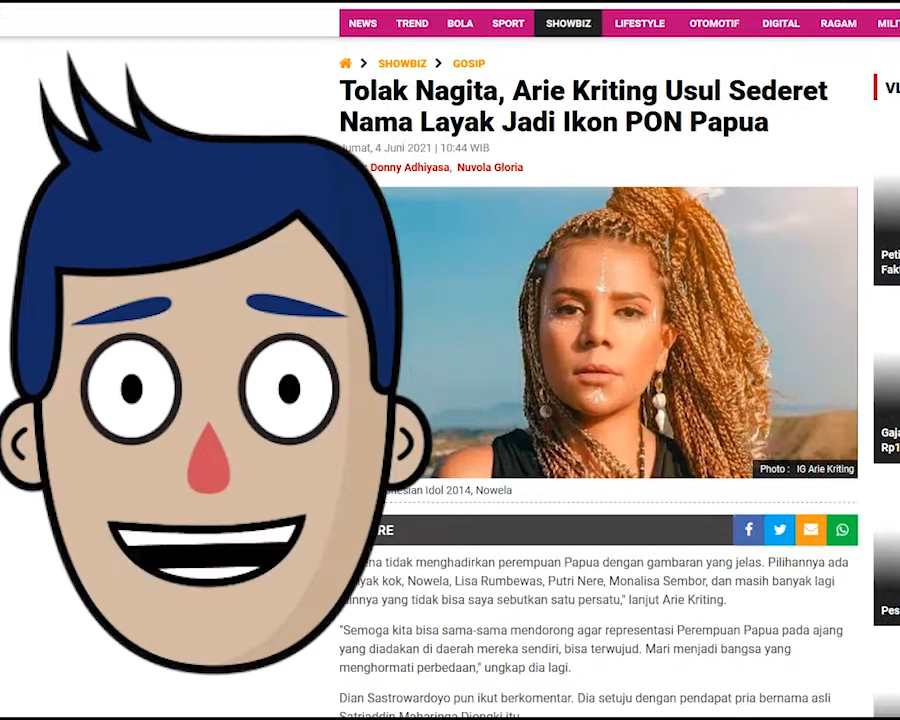 NEWS TREND BOLA SPORT SHOWBIZ LIFESTYLE OTOMOTIF DIGITAL RAGAM MILIT
SHOWBIZ GOSIP
Tolak Nagita, Arie Kriting Usul Sederet
Nama Layak Jadi Ikon PON Papua
umat, 4 Juni 2021 | 10:44 WIB
Donny Adhiyasa, Nuvola Gloria
VL
Peti
Fakt
Gaja
Rp1
Photo : IG Arie Kriting
nesian Idol 2014, Nowela
RE
ena tidak menghadirkan perempuan Papua dengan gambaran yang jelas. Pilihannya ada
yak kok, Nowela, Lisa Rumbewas, Putri Nere, Monalisa Sembor, dan masih banyak lagi
innya yang tidak bisa saya sebutkan satu persatu," lanjut Arie Kriting.
Pes
"Semoga kita bisa sama-sama mendorong agar representasi Perempuan Papua pada ajang
yang diadakan di daerah mereka sendiri, bisa terwujud. Mari menjadi bangsa yang
menghormati perbedaan," ungkap dia lagi.
Dian Sastrowardoyo pun ikut berkomentar. Dia setuju dengan pendapat pria bernama asli
Satriaddin Maharinga Djongki itu.